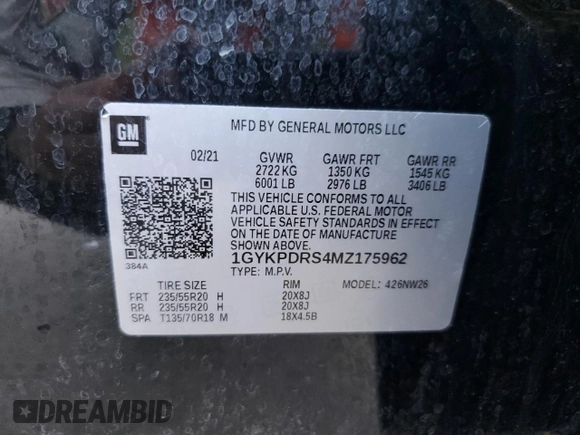 GM
MFD BY GENERAL MOTORS LLC
02/21 GVWR GAWR FRT GAWR RR
2722 KG 1350 KG 1545 KG
6001 LB 2976 LB 3406 LB
THIS VEHICLE CONFORMS TO ALL
APPLICABLE U.S. FEDERAL MOTOR
VEHICLE SAFETY STANDARDS IN EFFECT
ON THE DATE OF MANUFACTURE
SHOWN ABOVE.
384A
1GYKPDRS4MZ175962
TYPE: M.P.V. MODEL: 426NW26
TIRE SIZE RIM
FRT 235/55R20 H 20X8J
RR 235/55R20 H 20X8J
SPA T135/70R18 M 18X4.5B
DREAMBID